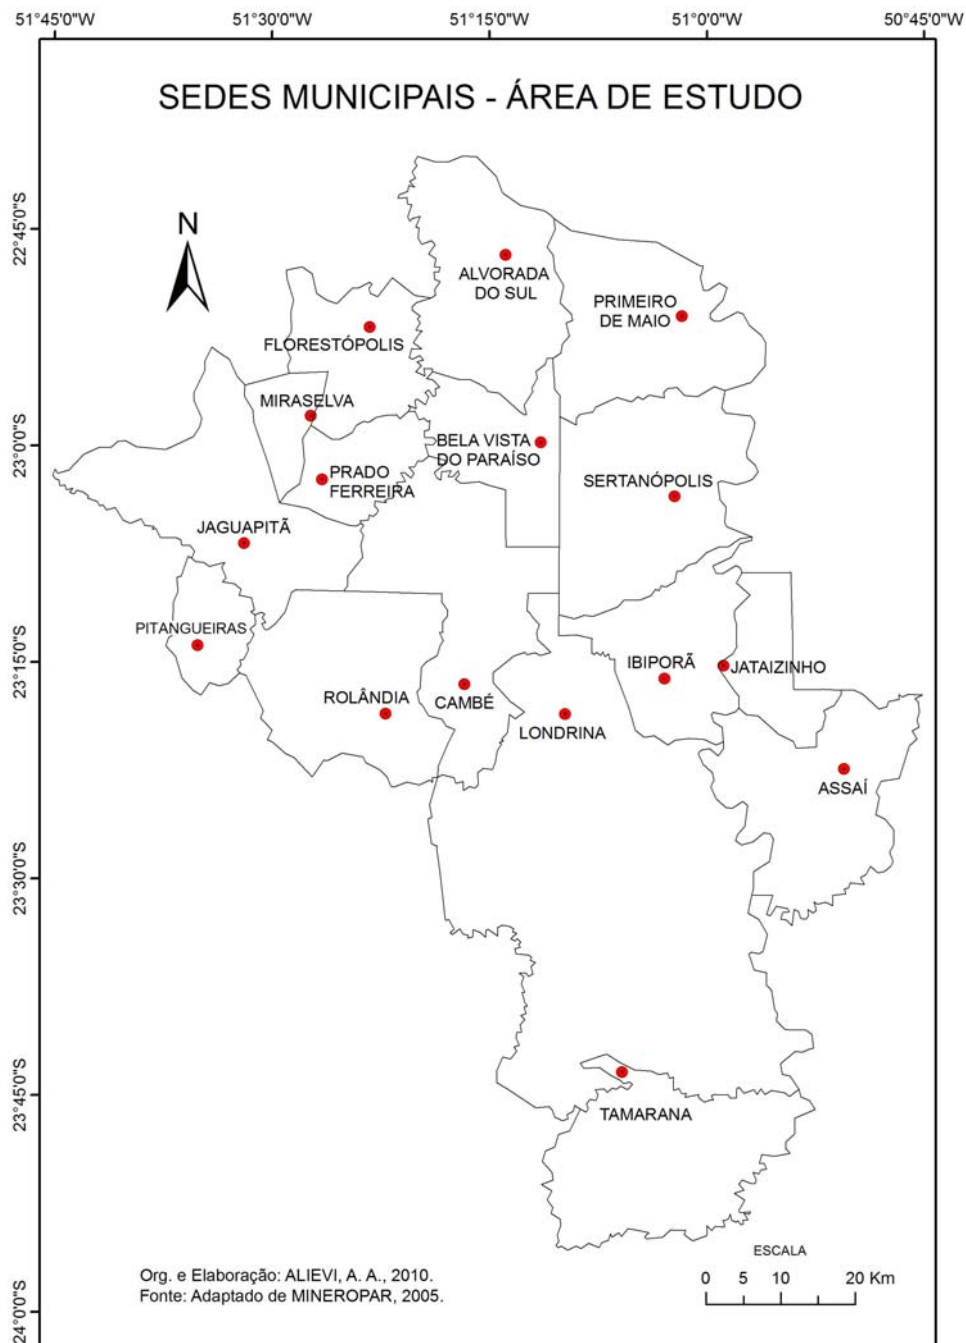 51°45'0"W 51°30'0"W 51°15'0"W 51°00'0"W 50°45'0"W
SEDES MUNICIPAIS - ÁREA DE ESTUDO
22°45'0"S
N
ALVORADA
DO SUL
PRIMEIRO
DE MAIO
FLORESTÓPOLIS
MIRASELVA
23°0'0"S
BELA VISTA
DO PARAÍSO
PRADO
FERREIRA
SERTANÓPOLIS
JAGUAPITÃ
PITANGUEIRAS
23°15'0"S
IBIPORÃ
JATAIZINHO
ROLÂNDIA
CAMBÉ
LONDRINA
ASSAÍ
23°30'0"S
23°45'0"S
TAMARANA
ESCALA
0 5 10 20 Km
Org. e Elaboração: ALIEVI, A. A., 2010.
Fonte: Adaptado de MINEROPAR, 2005.
24°0'0"S